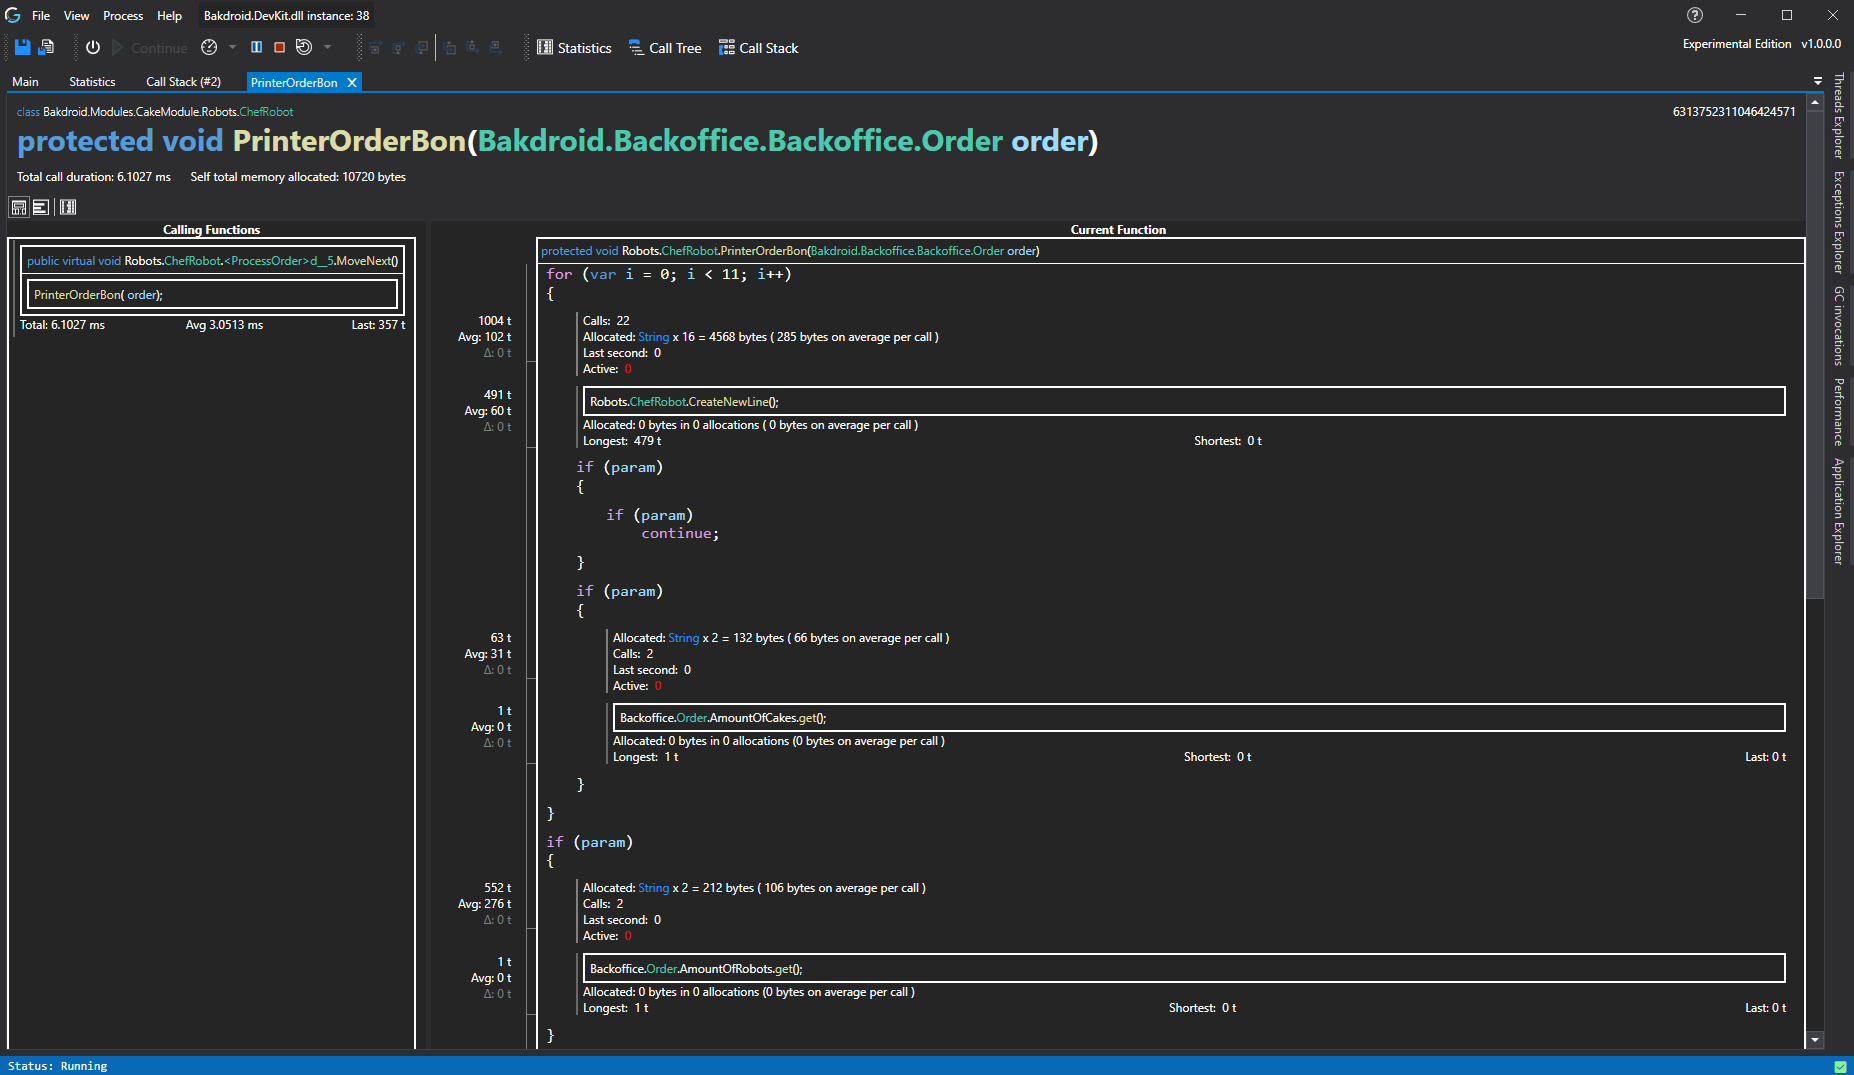 File View Process Help Bakdroid.DevKit.dll instance: 38
Continue Statistics Call Tree Call Stack
Experimental Edition v1.0.0.0
Main Statistics Call Stack (#2) PrinterOrderBon
class Bakdroid.Modules.CakeModule.Robots.ChefRobot
6313752311046424571
protected void PrinterOrderBon(Bakdroid.Backoffice.Backoffice.Order order)
Total call duration: 6.1027 ms Self total memory allocated: 10720 bytes
Calling Functions
public virtual void Robots.ChefRobot.<ProcessOrder>d__5.MoveNext()
PrinterOrderBon( order);
Total: 6.1027 ms Avg 3.0513 ms Last: 357 t
Current Function
protected void Robots.ChefRobot.PrinterOrderBon(Bakdroid.Backoffice.Backoffice.Order order)
for (var i = 0; i < 11; i++)
{
1004 t Calls: 22
Avg: 102 t Allocated: String x 16 = 4568 bytes ( 285 bytes on average per call )
Δ: 0 t Last second: 0
Active: 0
491 t
Robots.ChefRobot.CreateNewLine();
Avg: 60 t
Δ: 0 t Allocated: 0 bytes in 0 allocations ( 0 bytes on average per call )
Longest: 479 t Shortest: 0 t
if (param)
{
if (param)
continue;
}
if (param)
{
63 t Allocated: String x 2 = 132 bytes ( 66 bytes on average per call )
Avg: 31 t Calls: 2
Δ: 0 t Last second: 0
Active: 0
1 t
Backoffice.Order.AmountOfCakes.get();
Avg: 0 t
Δ: 0 t Allocated: 0 bytes in 0 allocations (0 bytes on average per call )
Longest: 1 t Shortest: 0 t Last: 0 t
}
}
if (param)
{
552 t Allocated: String x 2 = 212 bytes ( 106 bytes on average per call )
Avg: 276 t Calls: 2
Δ: 0 t Last second: 0
Active: 0
1 t
Backoffice.Order.AmountOfRobots.get();
Avg: 0 t
Δ: 0 t Allocated: 0 bytes in 0 allocations (0 bytes on average per call )
Longest: 1 t Shortest: 0 t Last: 0 t
}
Threads Explorer
Exceptions Explorer
GC invocations
Performance
Application Explorer
Status: Running